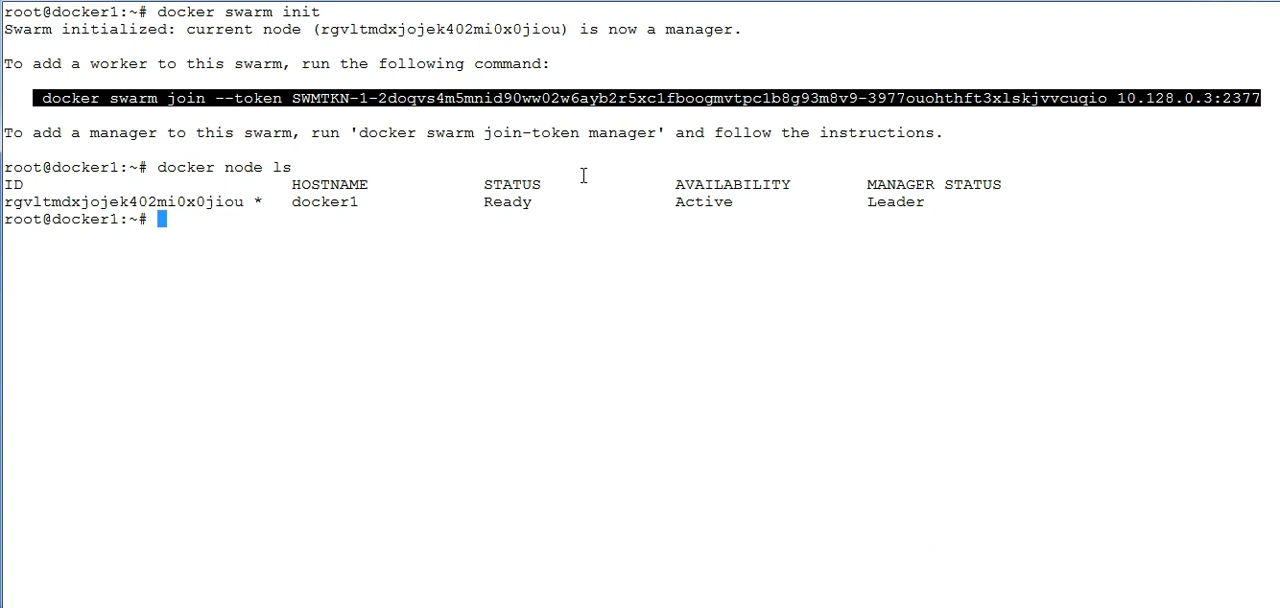 root@docker1:~# docker swarm init
Swarm initialized: current node (rgvltmdxjojek402mi0x0jiou) is now a manager.
To add a worker to this swarm, run the following command:
docker swarm join --token SWMTKN-1-2doqvs4m5mnid90ww02w6ayb2r5xc1fboogmvtpc1b8g93m8v9-3977ouohthft3xlskjvvcuqio 10.128.0.3:2377
To add a manager to this swarm, run 'docker swarm join-token manager' and follow the instructions.
root@docker1:~# docker node ls
ID HOSTNAME STATUS AVAILABILITY MANAGER STATUS
rgvltmdxjojek402mi0x0jiou * docker1 Ready Active Leader
root@docker1:~#